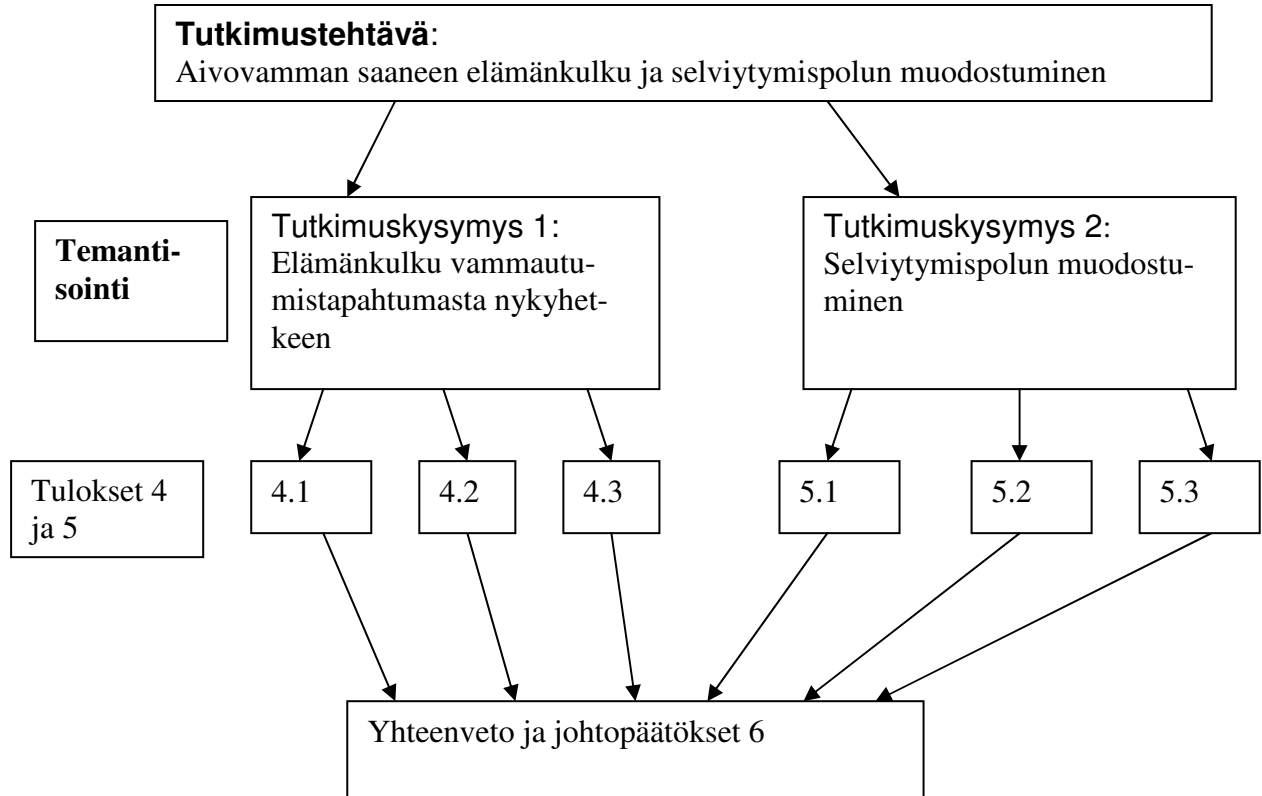 Tutkimustehtävä:
Aivovamman saaneen elämänkulku ja selviytymispolun muodostuminen
Temanti-
sointi
Tutkimuskysymys 1:
Elämänkulku vammautu-
mistapahtumasta nykyhet-
keen
Tutkimuskysymys 2:
Selviytymispolun muodostu-
minen
Tulokset 4
ja 5
4.1
4.2
4.3
5.1
5.2
5.3
Yhteenveto ja johtopäätökset 6